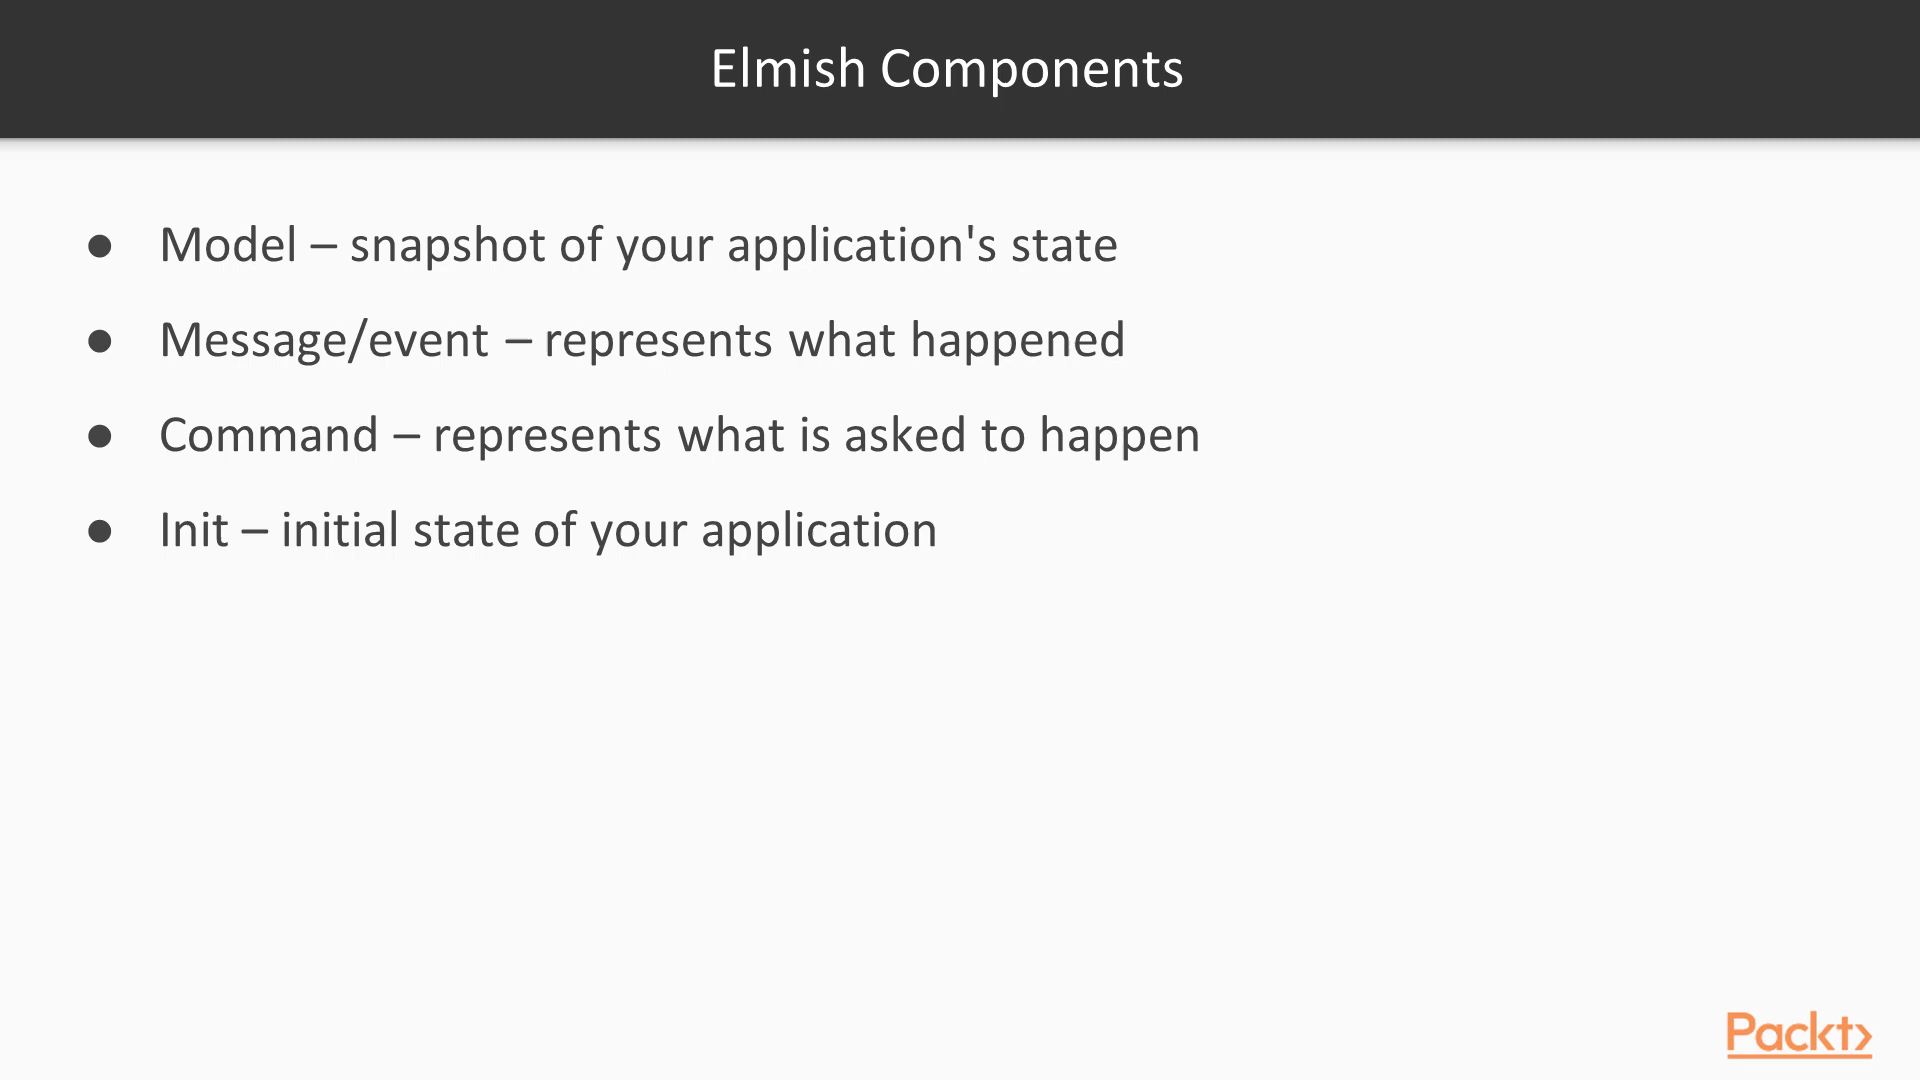 Elmish Components
● Model – snapshot of your application's state
● Message/event – represents what happened
● Command – represents what is asked to happen
● Init – initial state of your application
Packt>